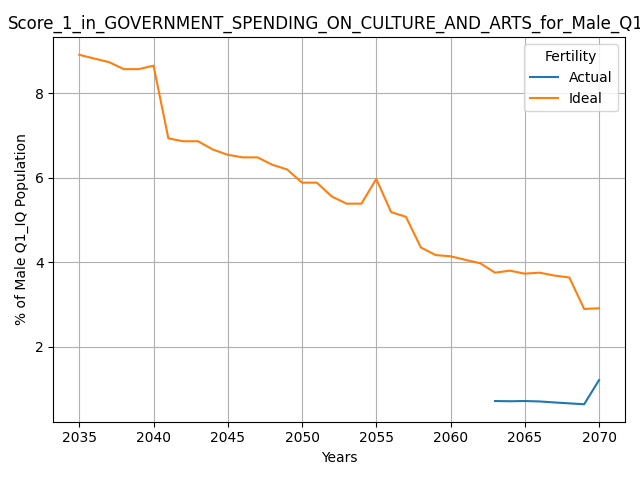 Score_1_in_GOVERNMENT_SPENDING_ON_CULTURE_AND_ARTS_for_Male_Q1
Fertility
Actual
Ideal
% of Male Q1_IQ Population
8
6
4
2
2035 2040 2045 2050 2055 2060 2065 2070
Years